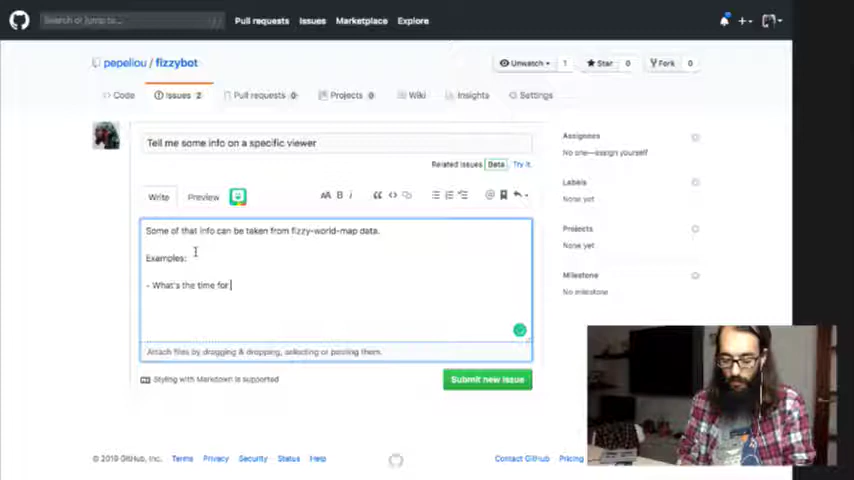 Search or jump to...
Pull requests Issues Marketplace Explore
pepeliou / fizzybot
Unwatch 1 Star 0 Fork 0
Code Issues 2 Pull requests 0 Projects 0 Wiki Insights Settings
Tell me some info on a specific viewer
Related Issues Beta Try it
Write Preview
AA B i
Some of that info can be taken from fizzy-world-map data.
Examples:
- What's the time for
Attach files by dragging & dropping, selecting or pasting them.
Styling with Markdown is supported
Submit new issue
Assignees
No one—assign yourself
Labels
None yet
Projects
None yet
Milestone
No milestone
© 2019 GitHub, Inc. Terms Privacy Security Status Help
Contact GitHub Pricing